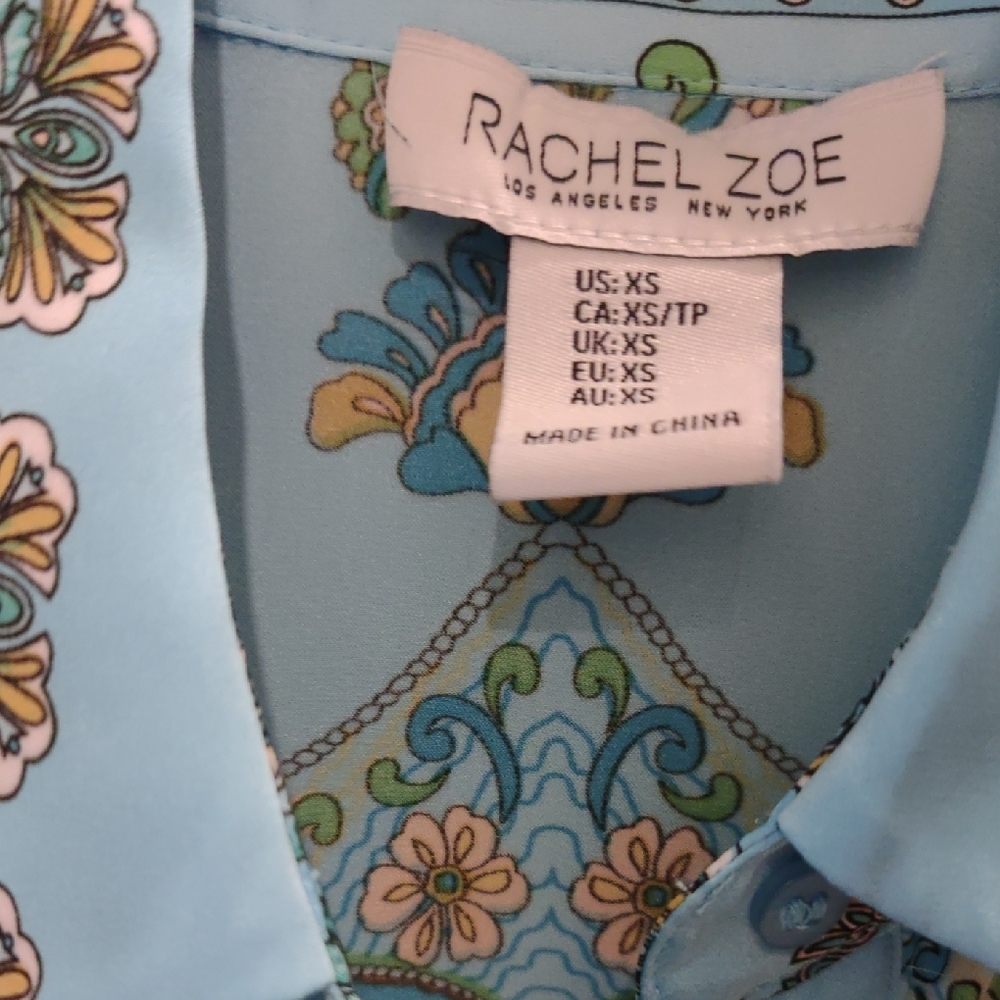 RACHEL ZOE
LOS ANGELES NEW YORK
US: XS
CA: XS/TP
UK: XS
EU: XS
AU: XS
MADE IN CHINA